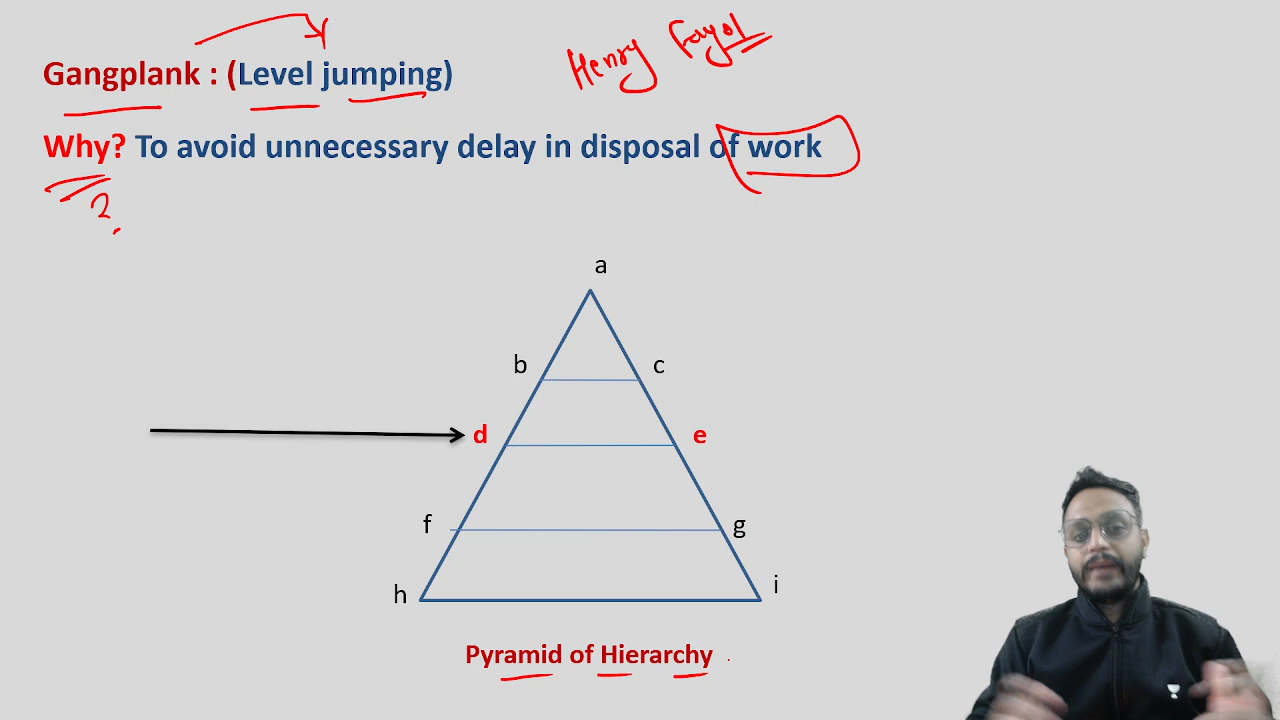 Henry Fayol
Gangplank : (Level jumping)
Why? To avoid unnecessary delay in disposal of work
?
a
b c
d e
f g
h i
Pyramid of Hierarchy